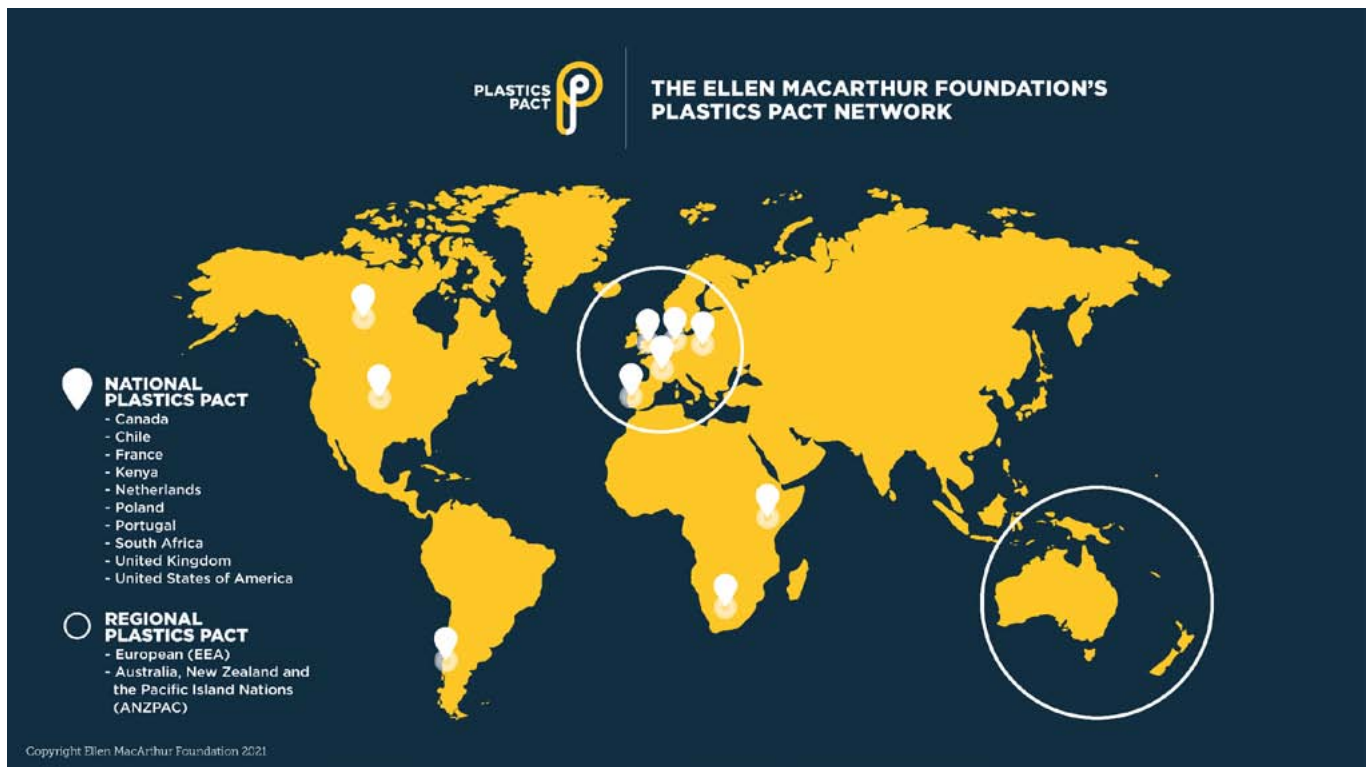 PLASTICS
PACT
THE ELLEN MACARTHUR FOUNDATION'S
PLASTICS PACT NETWORK
NATIONAL
PLASTICS PACT
- Canada
- Chile
- France
- Kenya
- Netherlands
- Poland
- Portugal
- South Africa
- United Kingdom
- United States of America
REGIONAL
PLASTICS PACT
- European (EEA)
- Australia, New Zealand and
the Pacific Island Nations
(ANZPAC)
Copyright Ellen MacArthur Foundation 2021